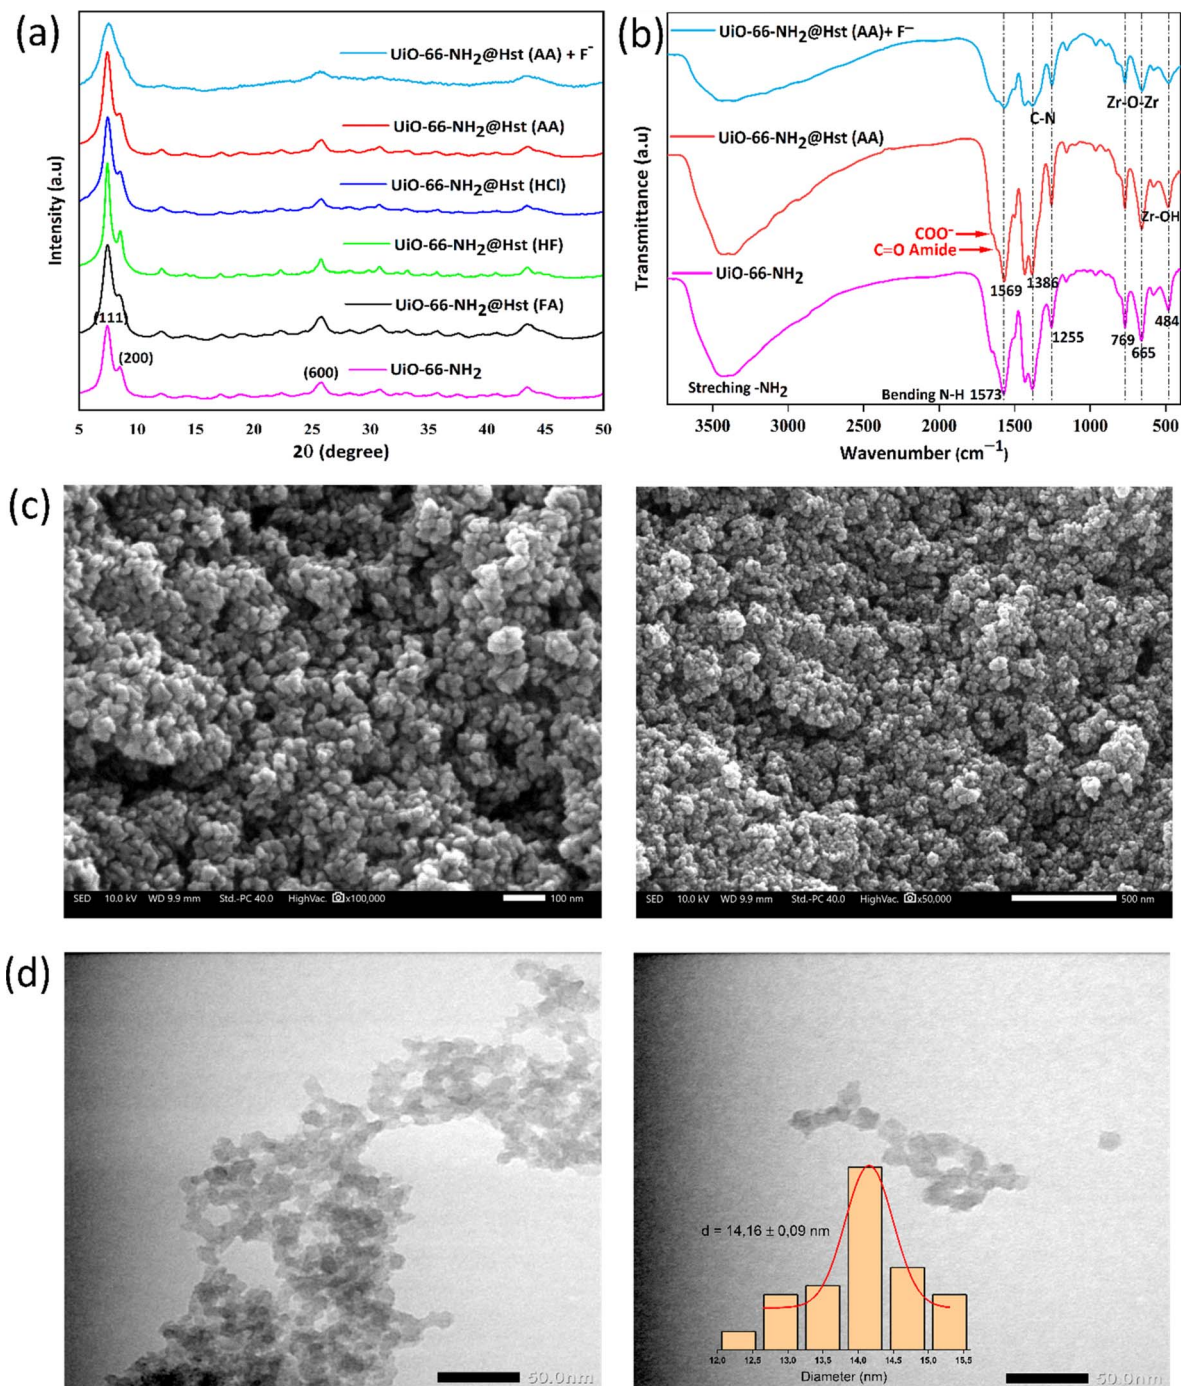 (a)
UiO-66-NH₂@Hst (AA) + F⁻
UiO-66-NH₂@Hst (AA)
UiO-66-NH₂@Hst (HCl)
UiO-66-NH₂@Hst (HF)
UiO-66-NH₂@Hst (FA)
(111)
(200)
(600)
UiO-66-NH₂
Intensity (a.u)
5 10 15 20 25 30 35 40 45 50
2θ (degree)
(b)
UiO-66-NH₂@Hst (AA)+ F⁻
Zr-O-Zr
C-N
UiO-66-NH₂@Hst (AA)
Zr-OH
COO⁻
C=O Amide
UiO-66-NH₂
1569 1386
1255 769 665 484
Streching -NH₂
Bending N-H 1573
Transmittance (a.u)
3500 3000 2500 2000 1500 1000 500
Wavenumber (cm⁻¹)
(c)
SED 10.0 kV WD 9.9 mm Std.-PC 40.0 HighVac. x100,000 100 nm
SED 10.0 kV WD 9.9 mm Std.-PC 40.0 HighVac. x50,000 500 nm
(d)
50.0nm
d = 14,16 ± 0,09 nm
12,0 12,5 13,0 13,5 14,0 14,5 15,0 15,5
Diameter (nm)
50.0nm